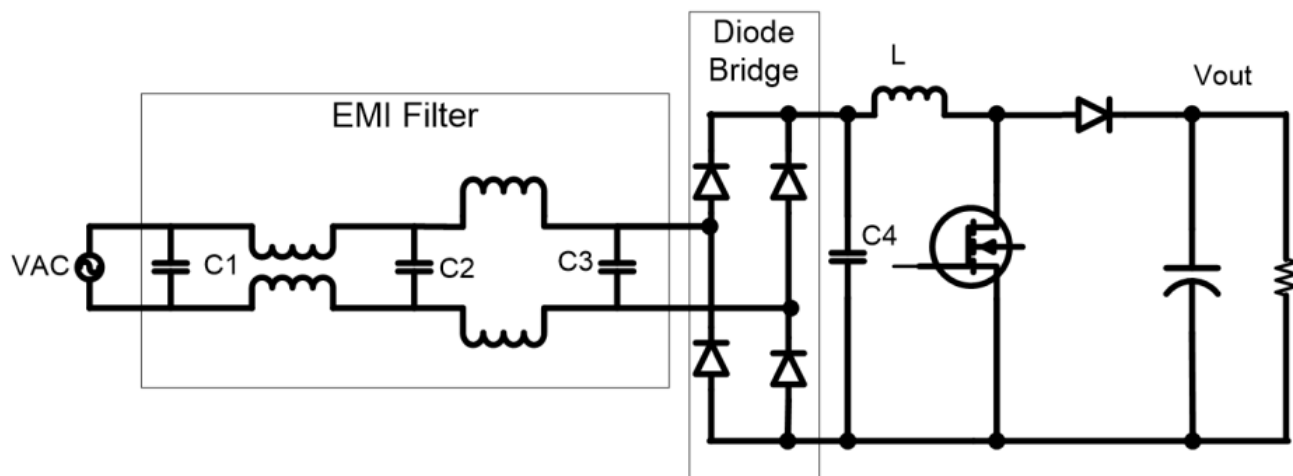 Diode
Bridge
L
Vout
EMI Filter
VAC
C1
C2
C3
C4